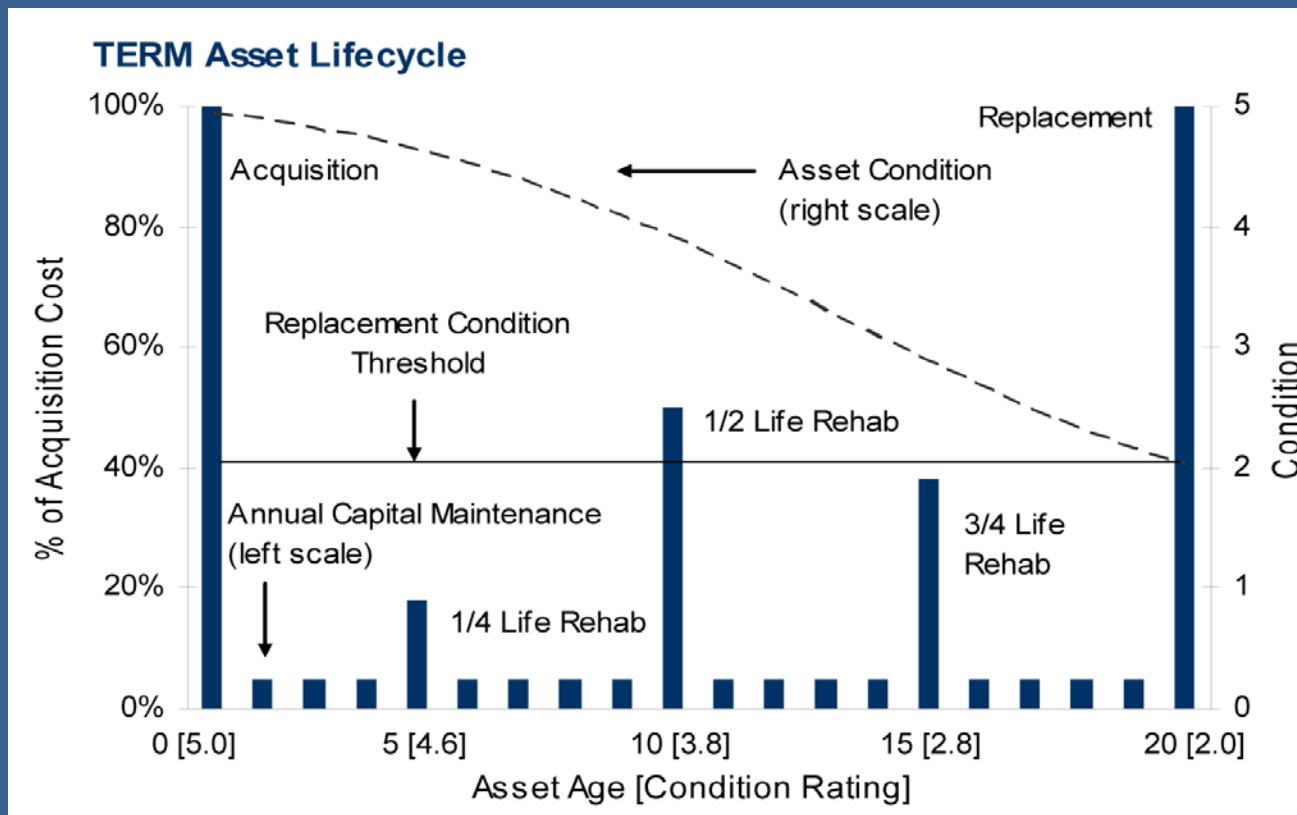 TERM Asset Lifecycle
100%
80%
60%
40%
20%
0%
% of Acquisition Cost
Acquisition
Replacement
Asset Condition
(right scale)
Replacement Condition
Threshold
1/2 Life Rehab
Annual Capital Maintenance
(left scale)
3/4 Life
Rehab
1/4 Life Rehab
5
4
3
2
1
0
Condition
0 [5.0]
5 [4.6]
10 [3.8]
15 [2.8]
20 [2.0]
Asset Age [Condition Rating]